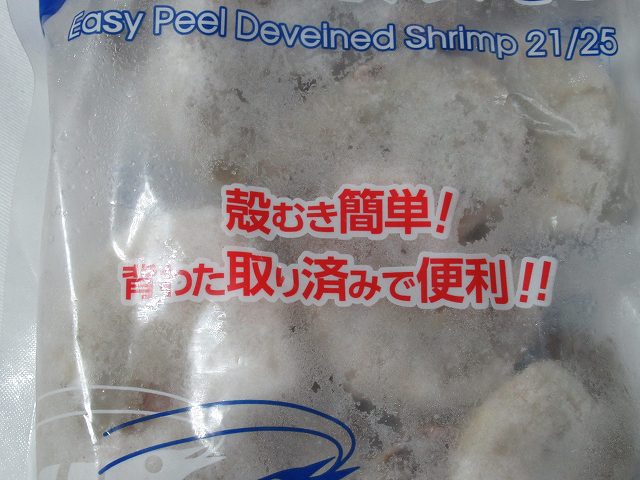 Easy Peel Deveined Shrimp 21/25
殻むき簡単!
背わた取り済みで便利!!